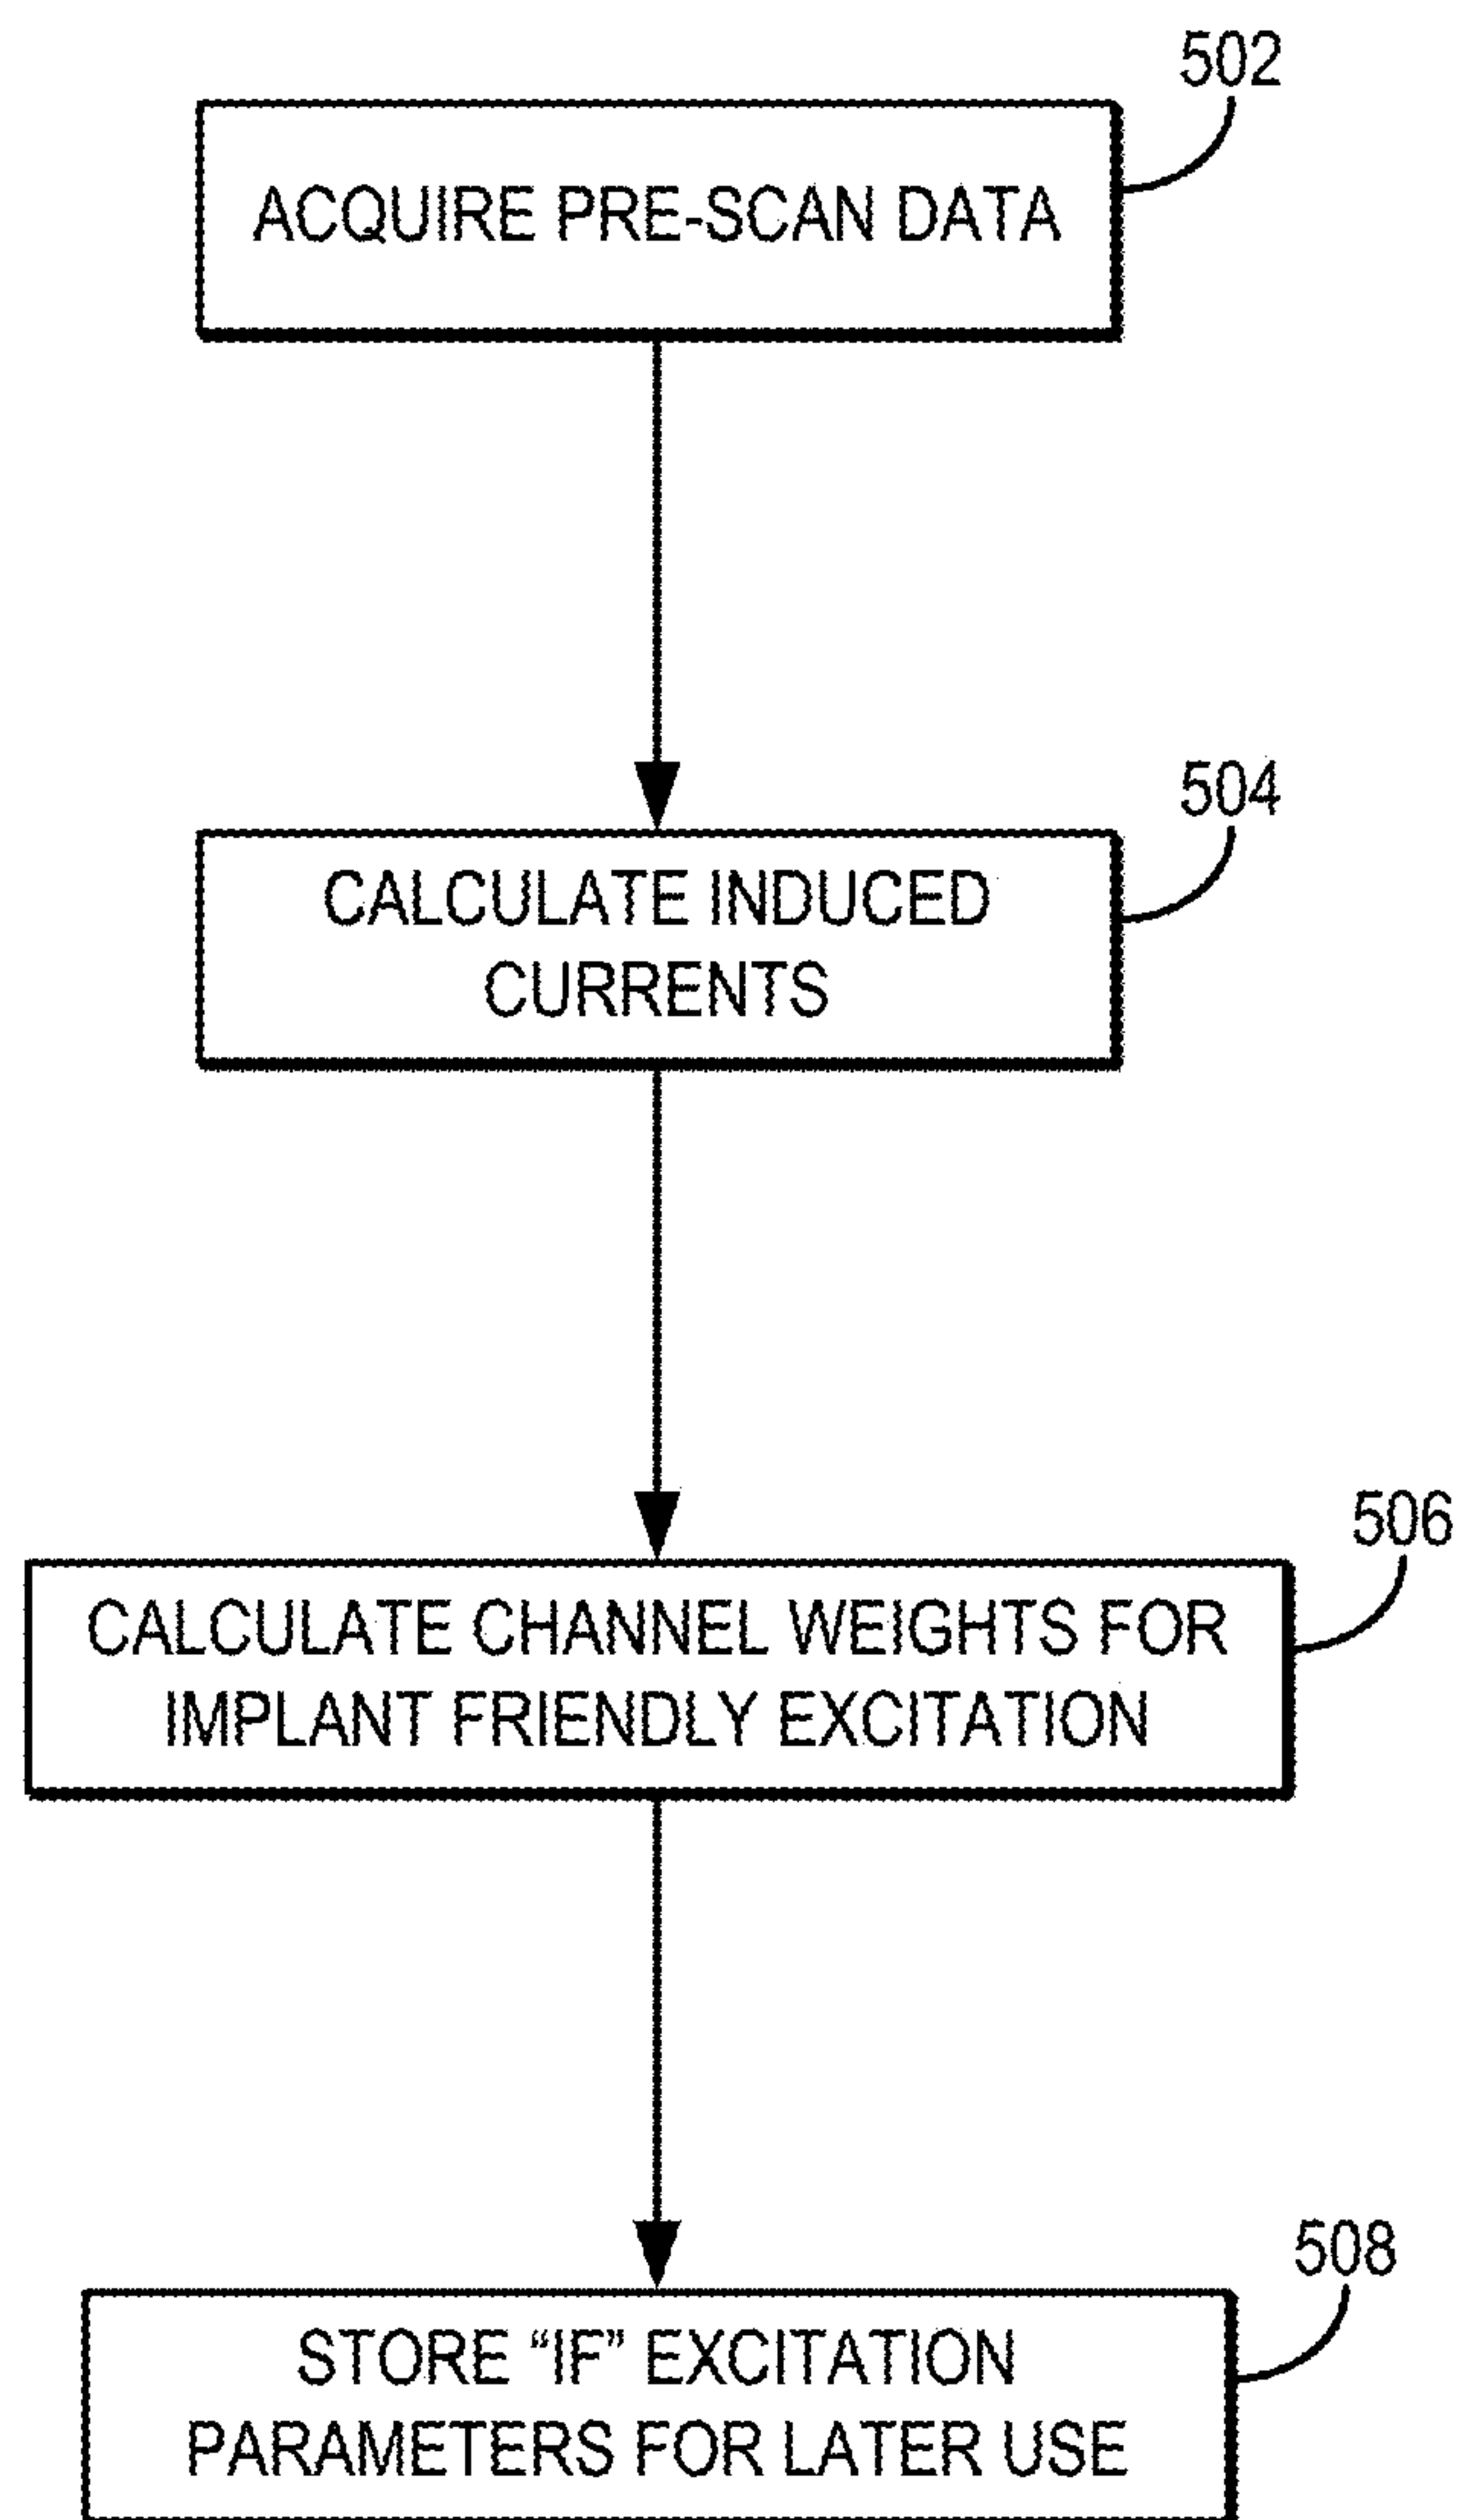 502
ACQUIRE PRE-SCAN DATA
504
CALCULATE INDUCED
CURRENTS
506
CALCULATE CHANNEL WEIGHTS FOR
IMPLANT FRIENDLY EXCITATION
508
STORE “IF” EXCITATION
PARAMETERS FOR LATER USE